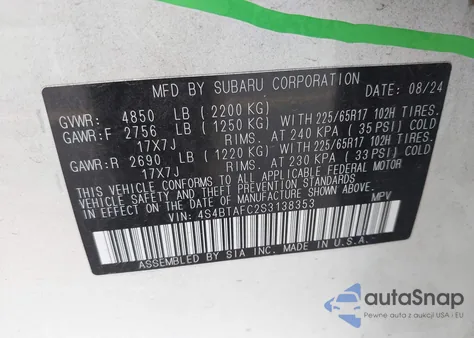 MFD BY SUBARU CORPORATION DATE: 08/24
GVWR: 4850 LB (2200 KG)
GAWR:F 2756 LB (1250 KG) WITH 225/65R17 102H TIRES.
17X7J RIMS. AT 240 KPA (35 PSI) COLD
GAWR:R 2690 LB (1220 KG) WITH 225/65R17 102H TIRES.
17X7J RIMS. AT 230 KPA (33 PSI) COLD
THIS VEHICLE CONFORMS TO ALL APPLICABLE FEDERAL MOTOR
VEHICLE SAFETY AND THEFT PREVENTION STANDARDS IN
EFFECT ON THE DATE OF MANUFACTURE SHOWN ABOVE.
VIN: 4S4BTAFC2S3138353 MPV
ASSEMBLED BY SIA INC. MADE IN U.S.A.
autoSnap
Pewne auta z USA i EU
www.autosnap